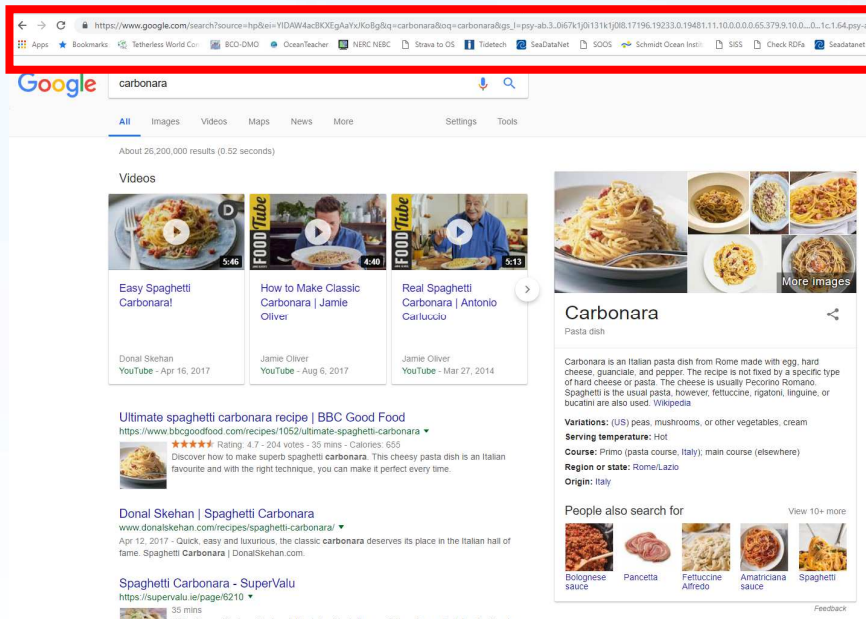 https://www.google.com/search?source=hp&ei=YIDAW4acBKXEgAaYxJKoBg&q=carbonara&oq=carbonara&gs_l=psy-ab.3..0i67k1j0i131k1j0l8.17196.19233.0.19481.11.10.0.0.0.0.65.379.9.10.0....0...1c.1.64.psy-a
Apps Bookmarks Tetherless World Con BCO-DMO OceanTeacher NERC NEBC Strava to OS Tidetech SeaDataNet SOOS Schmidt Ocean Instit SISS Check RDFa Seadatanet
Google carbonara
All Images Videos Maps News More Settings Tools
About 26,200,000 results (0.52 seconds)
Videos
D
5:46
FOOD Tube
4:40
FOOD Tube
5:13
Easy Spaghetti
Carbonara!
Donal Skehan
YouTube - Apr 16, 2017
How to Make Classic
Carbonara | Jamie
Oliver
Jamie Oliver
YouTube - Aug 6, 2017
Real Spaghetti
Carbonara | Antonio
Carluccio
Jamie Oliver
YouTube - Mar 27, 2014
Ultimate spaghetti carbonara recipe | BBC Good Food
https://www.bbcgoodfood.com/recipes/1052/ultimate-spaghetti-carbonara
Rating: 4.7 - 204 votes - 35 mins - Calories: 655
Discover how to make superb spaghetti carbonara. This cheesy pasta dish is an Italian
favourite and with the right technique, you can make it perfect every time.
Donal Skehan | Spaghetti Carbonara
www.donalskehan.com/recipes/spaghetti-carbonara/
Apr 12, 2017 - Quick, easy and luxurious, the classic carbonara deserves its place in the Italian hall of
fame. Spaghetti Carbonara | DonalSkehan.com.
Spaghetti Carbonara - SuperValu
https://supervalu.ie/page/6210
35 mins
More images
Carbonara
Pasta dish
Carbonara is an Italian pasta dish from Rome made with egg, hard
cheese, guanciale, and pepper. The recipe is not fixed by a specific type
of hard cheese or pasta. The cheese is usually Pecorino Romano.
Spaghetti is the usual pasta, however, fettuccine, rigatoni, linguine, or
bucatini are also used. Wikipedia
Variations: (US) peas, mushrooms, or other vegetables, cream
Serving temperature: Hot
Course: Primo (pasta course, Italy); main course (elsewhere)
Region or state: Rome/Lazio
Origin: Italy
People also search for View 10+ more
Bolognese
sauce
Pancetta
Fettuccine
Alfredo
Amatriciana
sauce
Spaghetti
Feedback